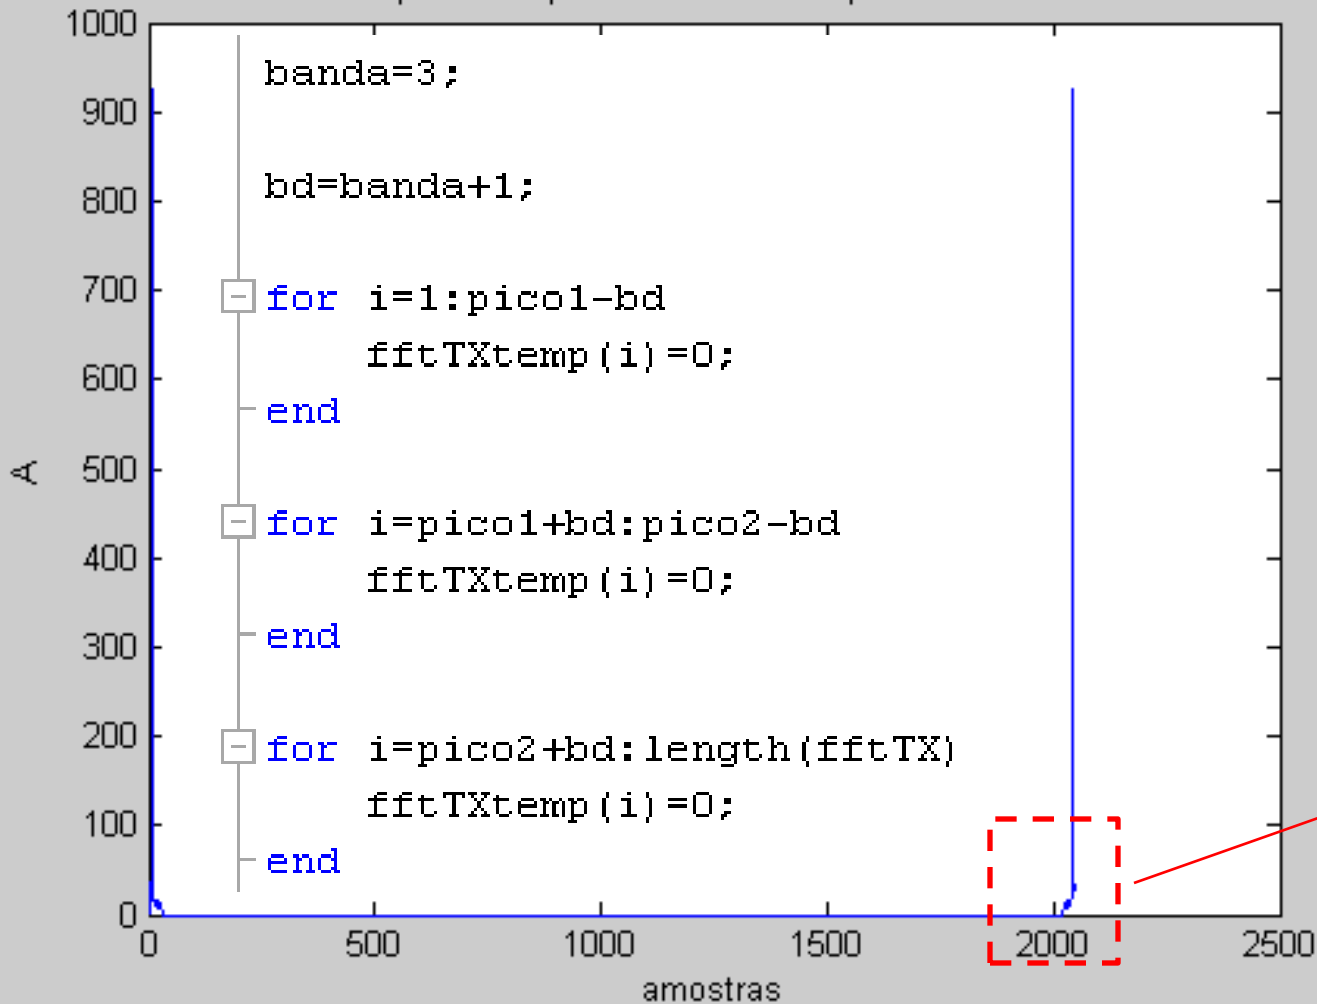 1000
banda=3;
900
bd=banda+1;
800
700
for i=1:pico1-bd
fftTXtemp(i)=0;
600
end
A
500
for i=pico1+bd:pico2-bd
400
fftTXtemp(i)=0;
end
300
200
for i=pico2+bd:length(fftTX)
fftTXtemp(i)=0;
100
end
0
0 500 1000 1500 2000 2500
amostras